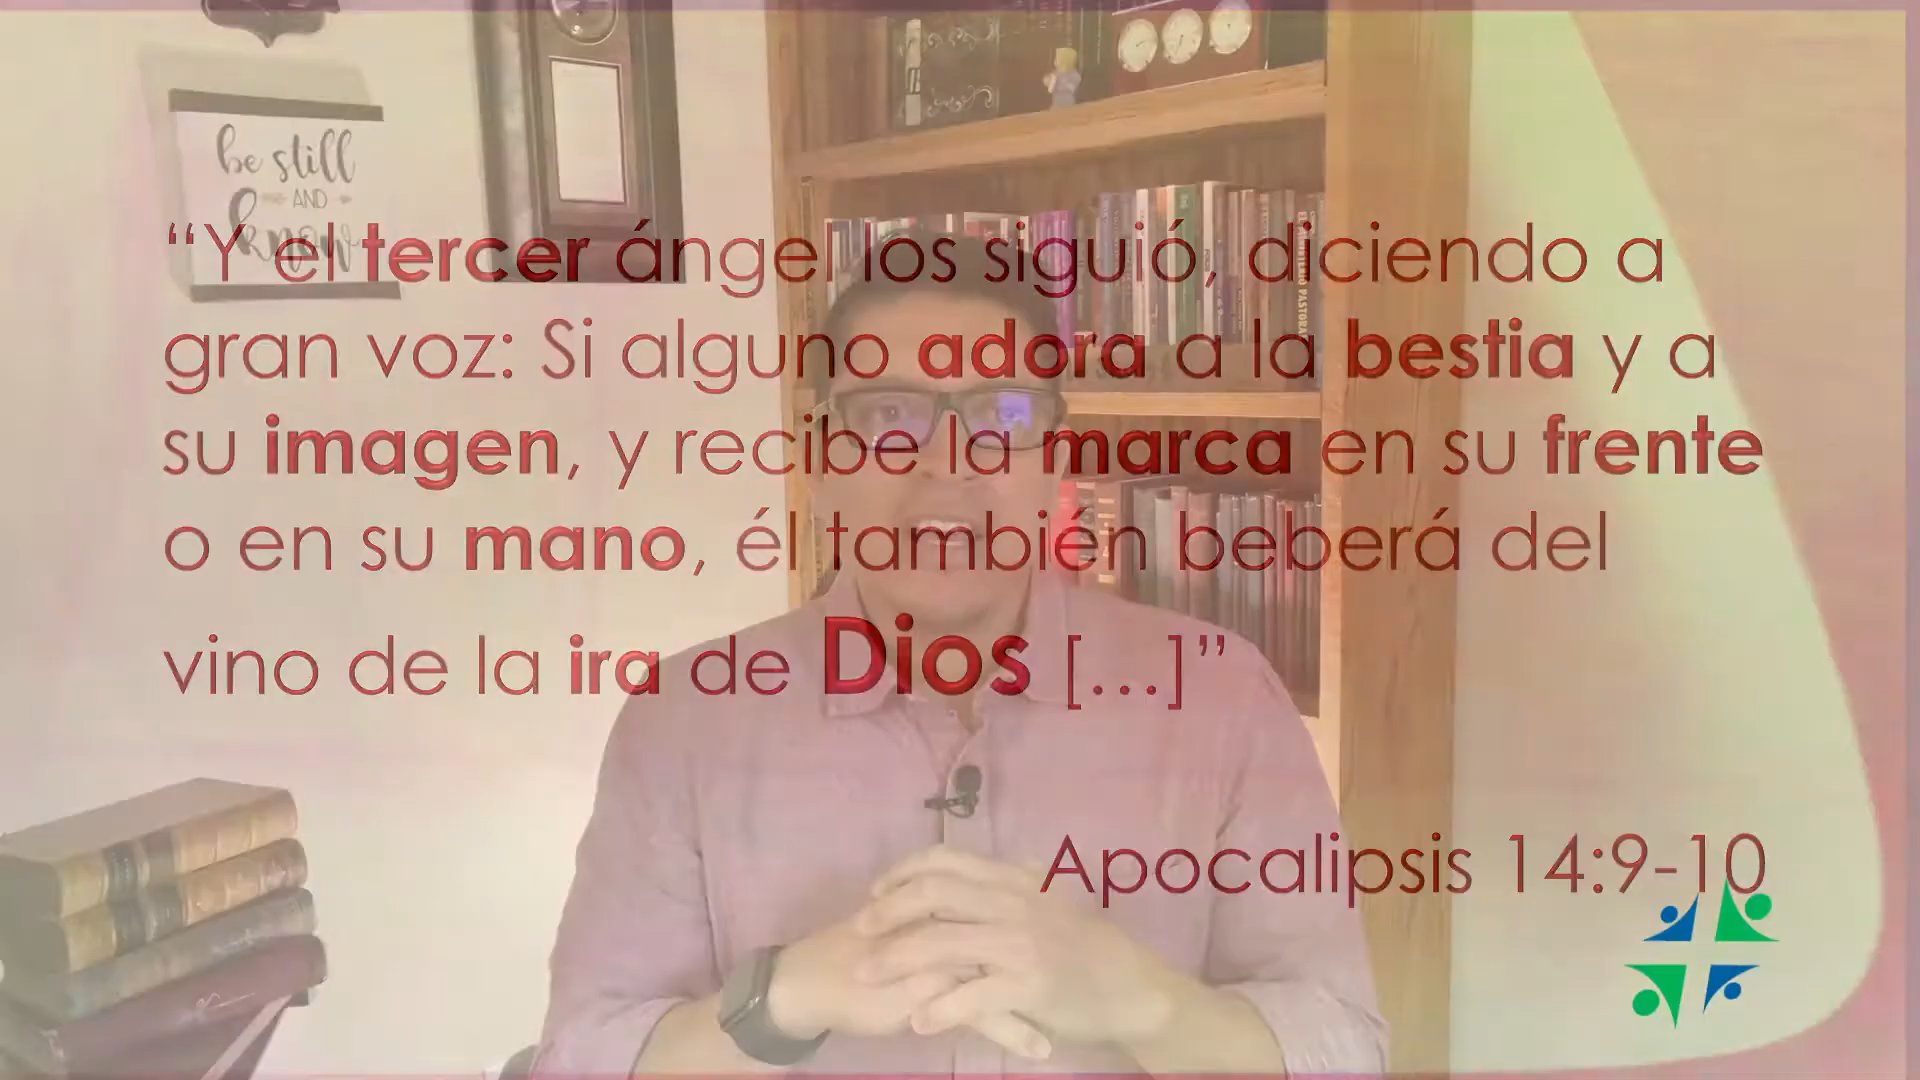 be still
AND
know
“Y el tercer ángel los siguió, diciendo a
gran voz: Si alguno adora a la bestia y a
su imagen, y recibe la marca en su frente
o en su mano, él también beberá del
vino de la ira de Dios [...]”
Apocalipsis 14:9-10